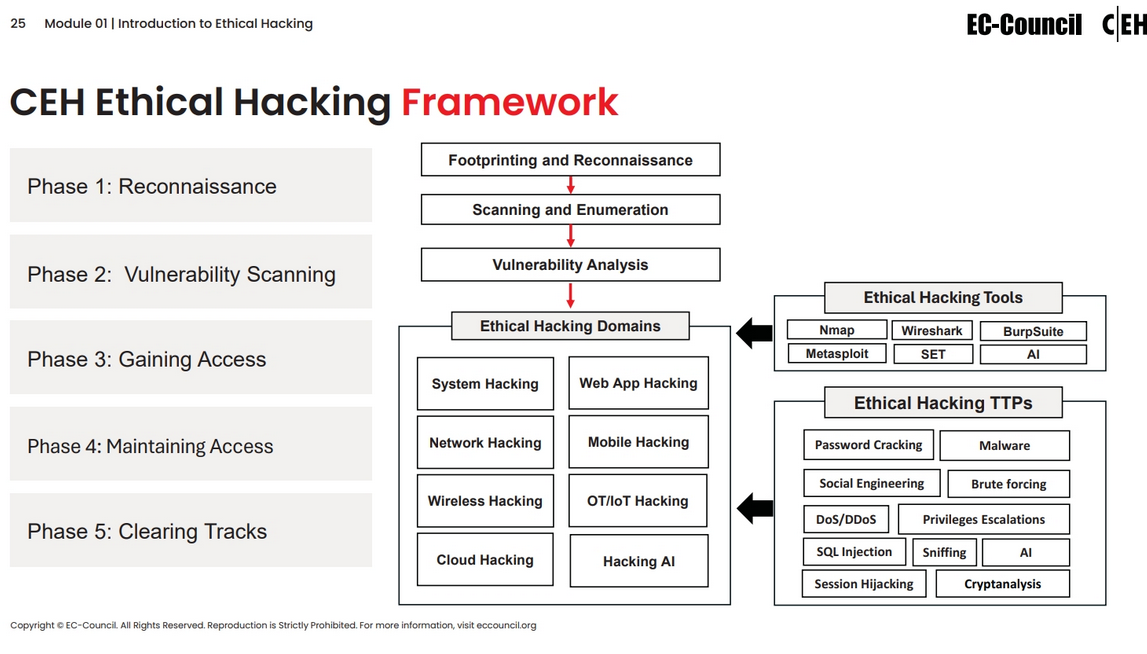 25 Module 01 | Introduction to Ethical Hacking
EC-Council C|EH
CEH Ethical Hacking Framework
Phase 1: Reconnaissance
Phase 2: Vulnerability Scanning
Phase 3: Gaining Access
Phase 4: Maintaining Access
Phase 5: Clearing Tracks
Footprinting and Reconnaissance
Scanning and Enumeration
Vulnerability Analysis
Ethical Hacking Domains
System Hacking
Web App Hacking
Network Hacking
Mobile Hacking
Wireless Hacking
OT/IoT Hacking
Cloud Hacking
Hacking AI
Ethical Hacking Tools
Nmap
Wireshark
BurpSuite
Metasploit
SET
AI
Ethical Hacking TTPs
Password Cracking
Malware
Social Engineering
Brute forcing
DoS/DDoS
Privileges Escalations
SQL Injection
Sniffing
AI
Session Hijacking
Cryptanalysis
Copyright © EC-Council. All Rights Reserved. Reproduction is Strictly Prohibited. For more information, visit eccouncil.org